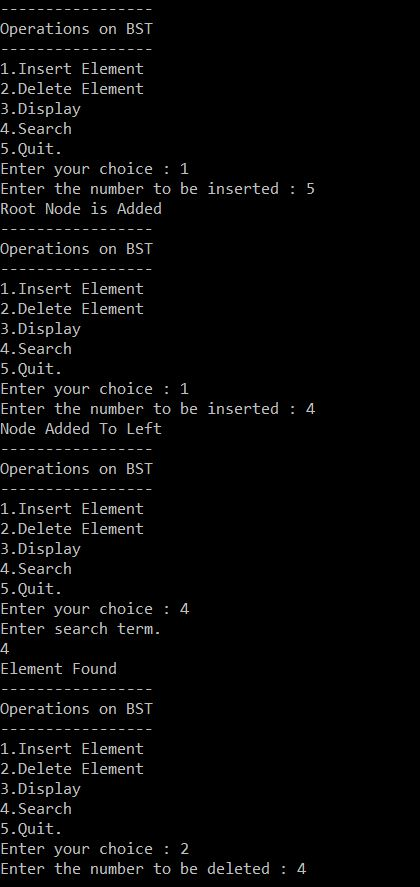 -----------------
Operations on BST
-----------------
1.Insert Element
2.Delete Element
3.Display
4.Search
5.Quit.
Enter your choice : 1
Enter the number to be inserted : 5
Root Node is Added
-----------------
Operations on BST
-----------------
1.Insert Element
2.Delete Element
3.Display
4.Search
5.Quit.
Enter your choice : 1
Enter the number to be inserted : 4
Node Added To Left
-----------------
Operations on BST
-----------------
1.Insert Element
2.Delete Element
3.Display
4.Search
5.Quit.
Enter your choice : 4
Enter search term.
4
Element Found
-----------------
Operations on BST
-----------------
1.Insert Element
2.Delete Element
3.Display
4.Search
5.Quit.
Enter your choice : 2
Enter the number to be deleted : 4